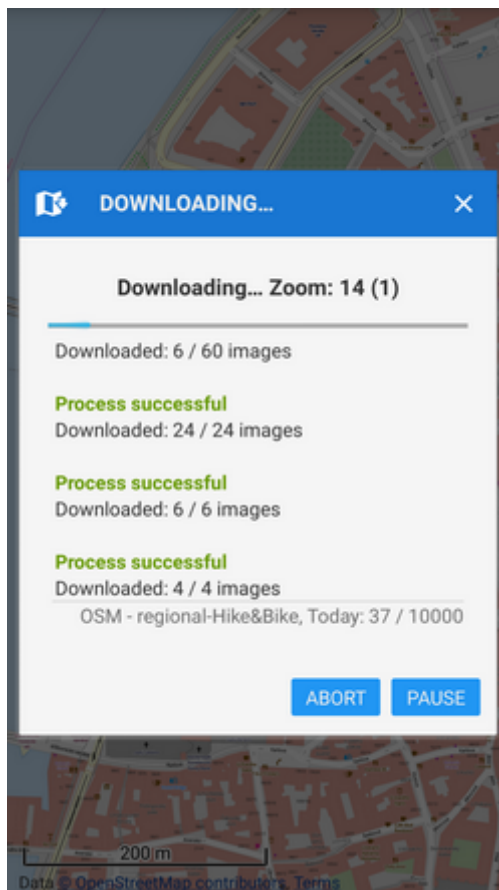 DOWNLOADING...
Downloading... Zoom: 14 (1)
Downloaded: 6 / 60 images
Process successful
Downloaded: 24 / 24 images
Process successful
Downloaded: 6 / 6 images
Process successful
Downloaded: 4 / 4 images
OSM - regional-Hike&Bike, Today: 37 / 10000
ABORT PAUSE
200 m
Data © OpenStreetMap contributors, Terms